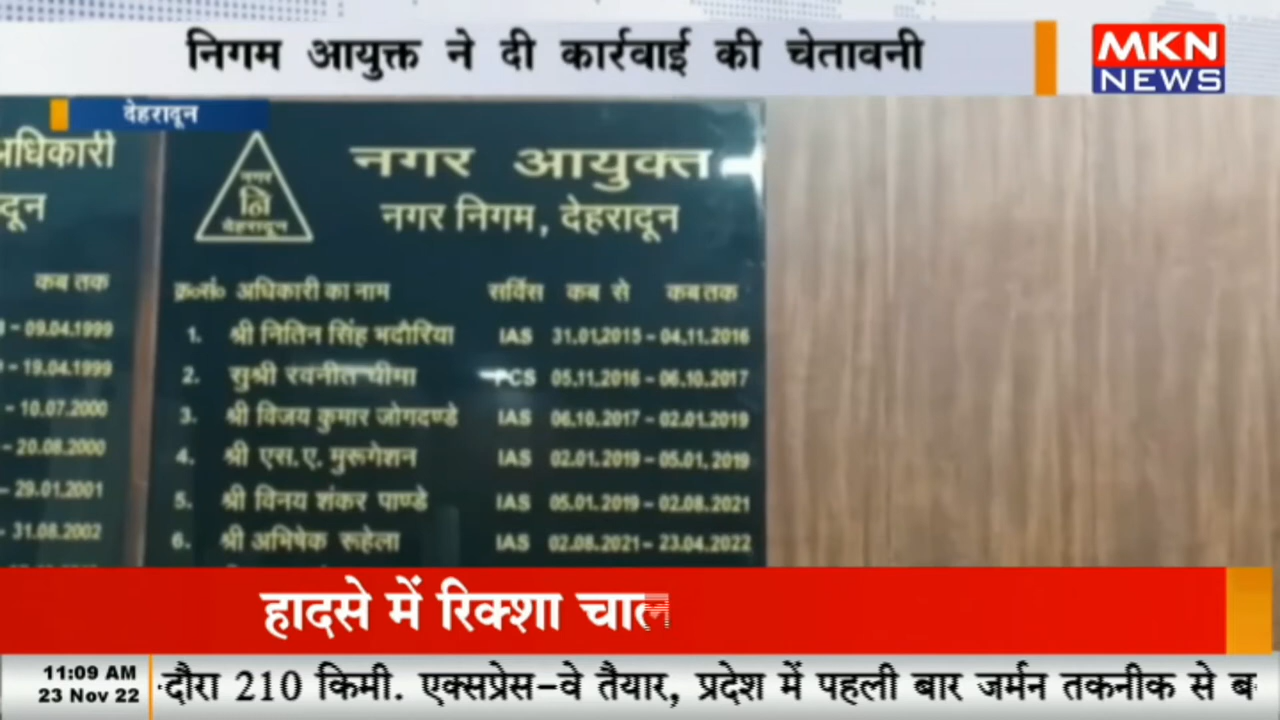 निगम आयुक्त ने दी कार्रवाई की चेतावनी
MKN
NEWS
देहरादून
अधिकारी
दून
कब तक
- 09.04.1999
- 19.04.1999
- 10.07.2000
- 20.08.2000
- 29.01.2001
- 31.08.2002
नगर
नि
देहरादून
नगर आयुक्त
नगर निगम, देहरादून
क्र०सं० अधिकारी का नाम सर्विस कब से कब तक
1. श्री नितिन सिंह भदौरिया IAS 31.01.2015 - 04.11.2016
2. सुश्री रवनीत चीमा PCS 05.11.2016 - 06.10.2017
3. श्री विजय कुमार जोगदण्डे IAS 06.10.2017 - 02.01.2019
4. श्री एस.ए. मुरूगेशन IAS 02.01.2019 - 05.01.2019
5. श्री विनय शंकर पाण्डे IAS 05.01.2019 - 02.08.2021
6. श्री अभिषेक रूहेला IAS 02.08.2021 - 23.04.2022
हादसे में रिक्शा चाल
11:09 AM
23 Nov 22
दौरा 210 किमी. एक्सप्रेस-वे तैयार, प्रदेश में पहली बार जर्मन तकनीक से ब